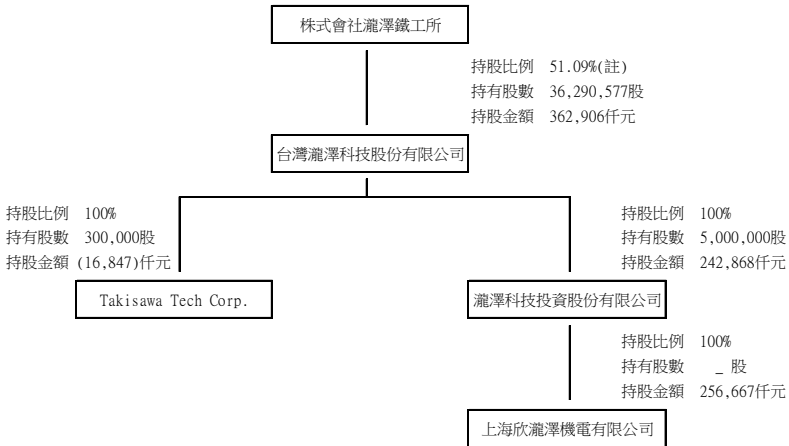 株式會社瀧澤鐵工所
持股比例 51.09%(註)
持有股數 36,290,577股
持股金額 362,906仟元
台灣瀧澤科技股份有限公司
持股比例 100%
持有股數 300,000股
持股金額 (16,847)仟元
Takisawa Tech Corp.
持股比例 100%
持有股數 5,000,000股
持股金額 242,868仟元
瀧澤科技投資股份有限公司
持股比例 100%
持有股數 _ 股
持股金額 256,667仟元
上海欣瀧澤機電有限公司